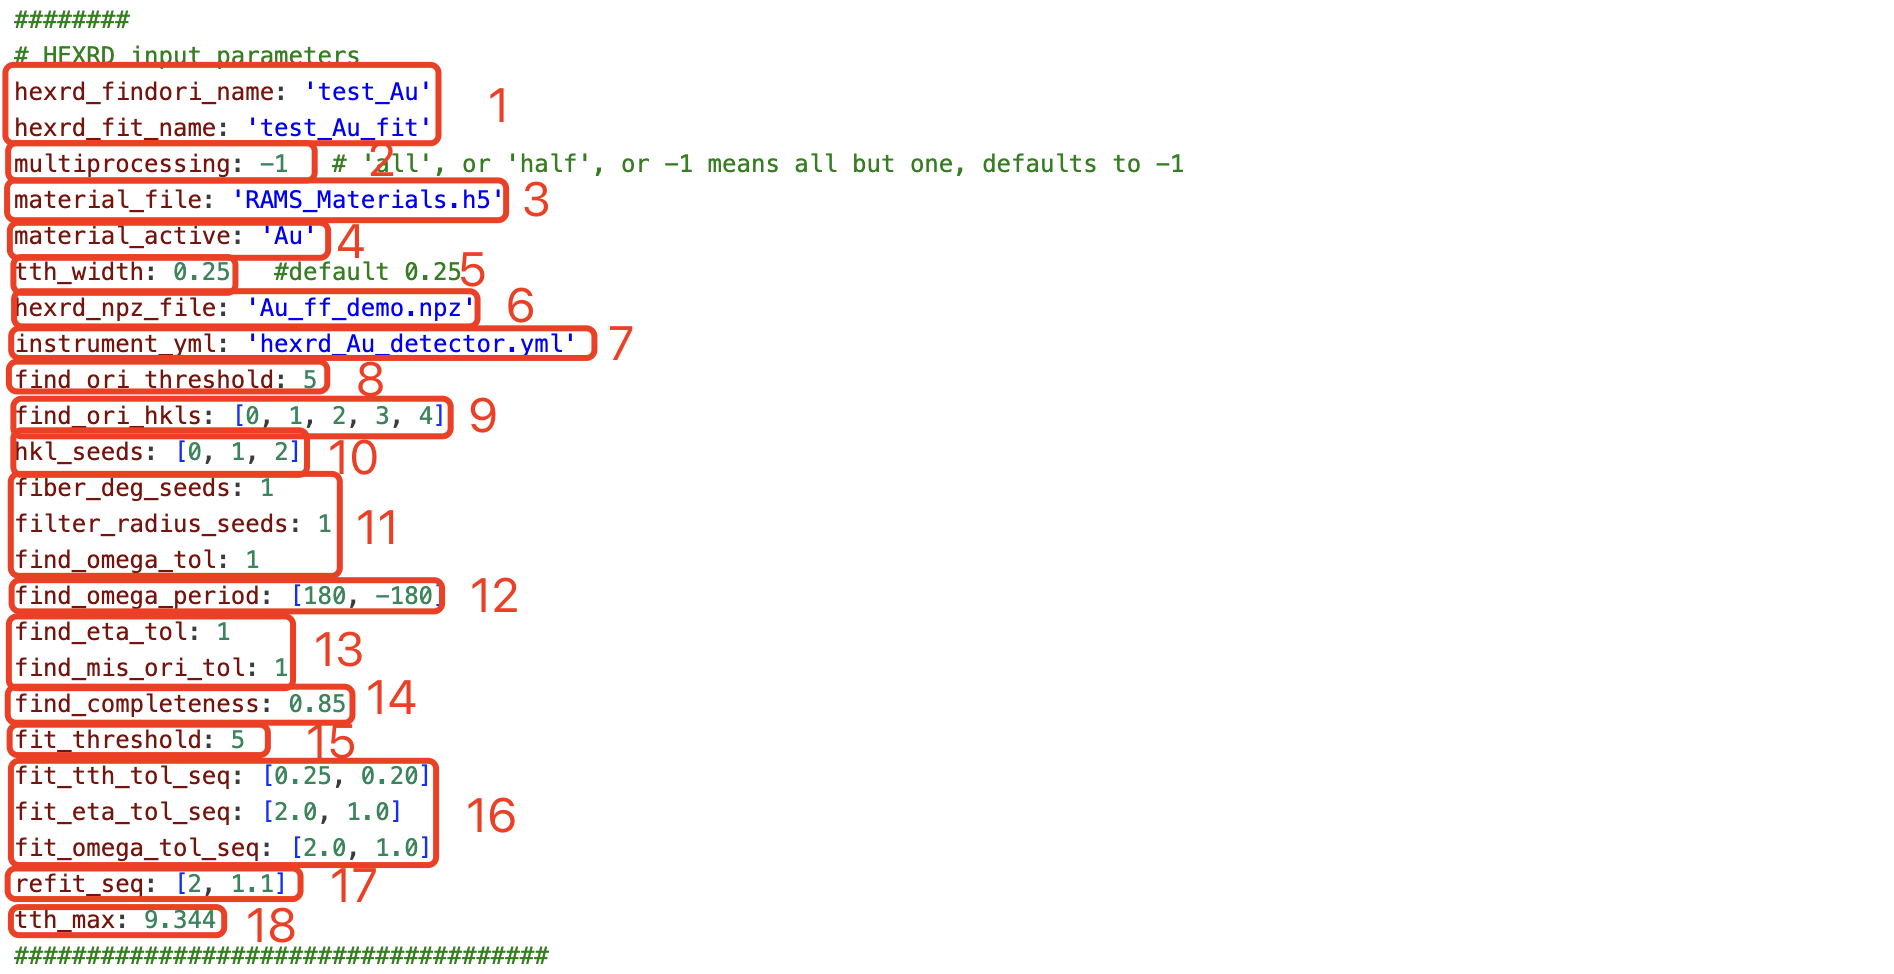 ########
# HEXRD input parameters
hexrd_findori_name: 'test_Au'
hexrd_fit_name: 'test_Au_fit'
1
multiprocessing: -1 # 'all', or 'half', or -1 means all but one, defaults to -1
2
material_file: 'RAMS_Materials.h5'
3
material_active: 'Au'
4
tth_width: 0.25 #default 0.25
5
hexrd_npz_file: 'Au_ff_demo.npz'
6
instrument_yml: 'hexrd_Au_detector.yml'
7
find_ori_threshold: 5
8
find_ori_hkls: [0, 1, 2, 3, 4]
9
hkl_seeds: [0, 1, 2]
10
fiber_deg_seeds: 1
filter_radius_seeds: 1
11
find_omega_tol: 1
find_omega_period: [180, -180]
12
find_eta_tol: 1
13
find_mis_ori_tol: 1
find_completeness: 0.85
14
fit_threshold: 5
15
fit_tth_tol_seq: [0.25, 0.20]
fit_eta_tol_seq: [2.0, 1.0]
16
fit_omega_tol_seq: [2.0, 1.0]
refit_seq: [2, 1.1]
17
tth_max: 9.344
18
#####################################